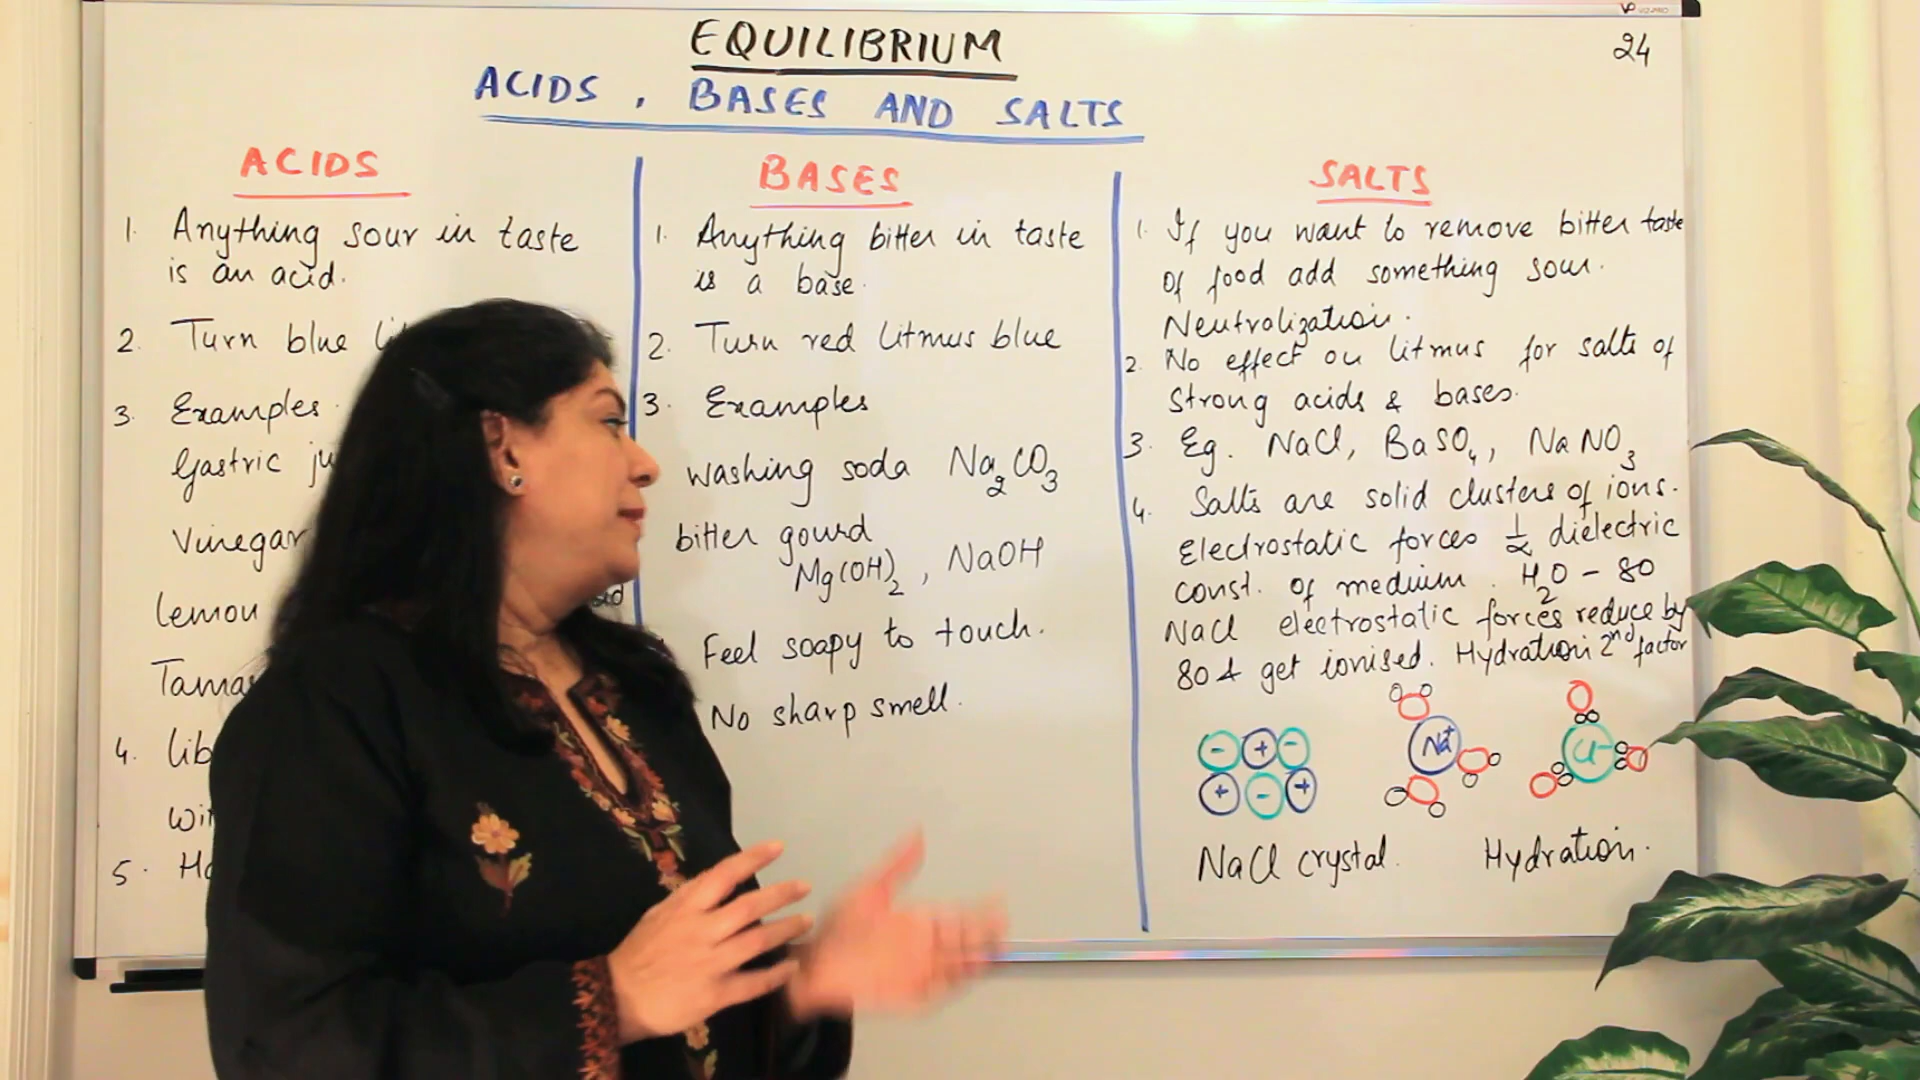 EQUILIBRIUM
24
ACIDS, BASES AND SALTS
ACIDS
1. Anything sour in taste
is an acid.
2. Turn blue
3. Examples.
Gastric
Vinegar
lemon
4.
5.
BASES
1. Anything bitter in taste
is a base.
2. Turn red litmus blue
3. Examples
washing soda Na2CO3
bitter gourd
Mg(OH)2, NaOH
Feel soapy to touch.
No sharp smell.
SALTS
1. If you want to remove bitter taste
of food add something sour.
Neutralization.
2. No effect on litmus for salts of
Strong acids & bases.
3. Eg. NaCl, BaSO4, NaNO3
4. Salts are solid clusters of ions.
Electrostatic forces 1/α dielectric
const. of medium. H2O - 80
NaCl electrostatic forces reduce by
80 & get ionised. Hydration 2nd factor
- + -
+ - +
Na+
Cl-
NaCl crystal.
Hydration.